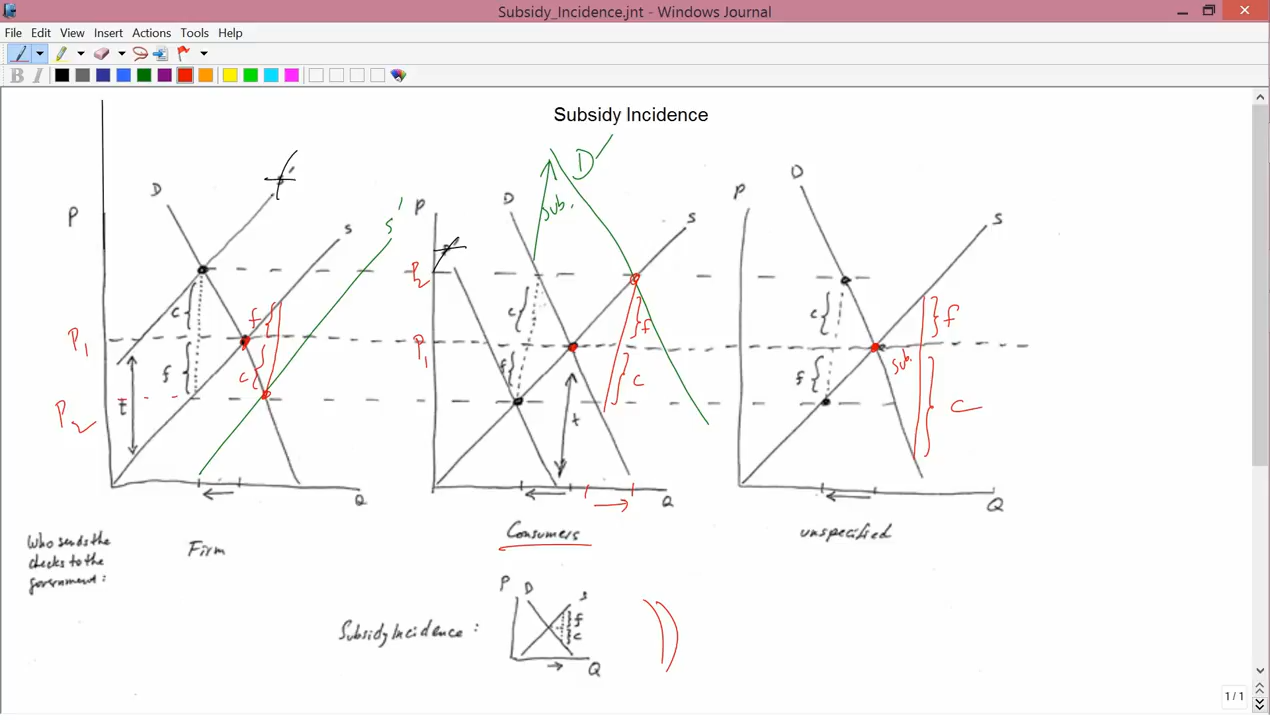 Subsidy_Incidence.jnt - Windows Journal
File Edit View Insert Actions Tools Help
B I
Subsidy Incidence
P D S S' P2 P1 c f t f c P2 Q
P D sub. D S P2 P1 c f f c t Q
P D S c f sub. f c Q
Who sends the
checks to the
government:
Firm
Consumers
unspecified
Subsidy Incidence:
P D S f c Q
1 / 1